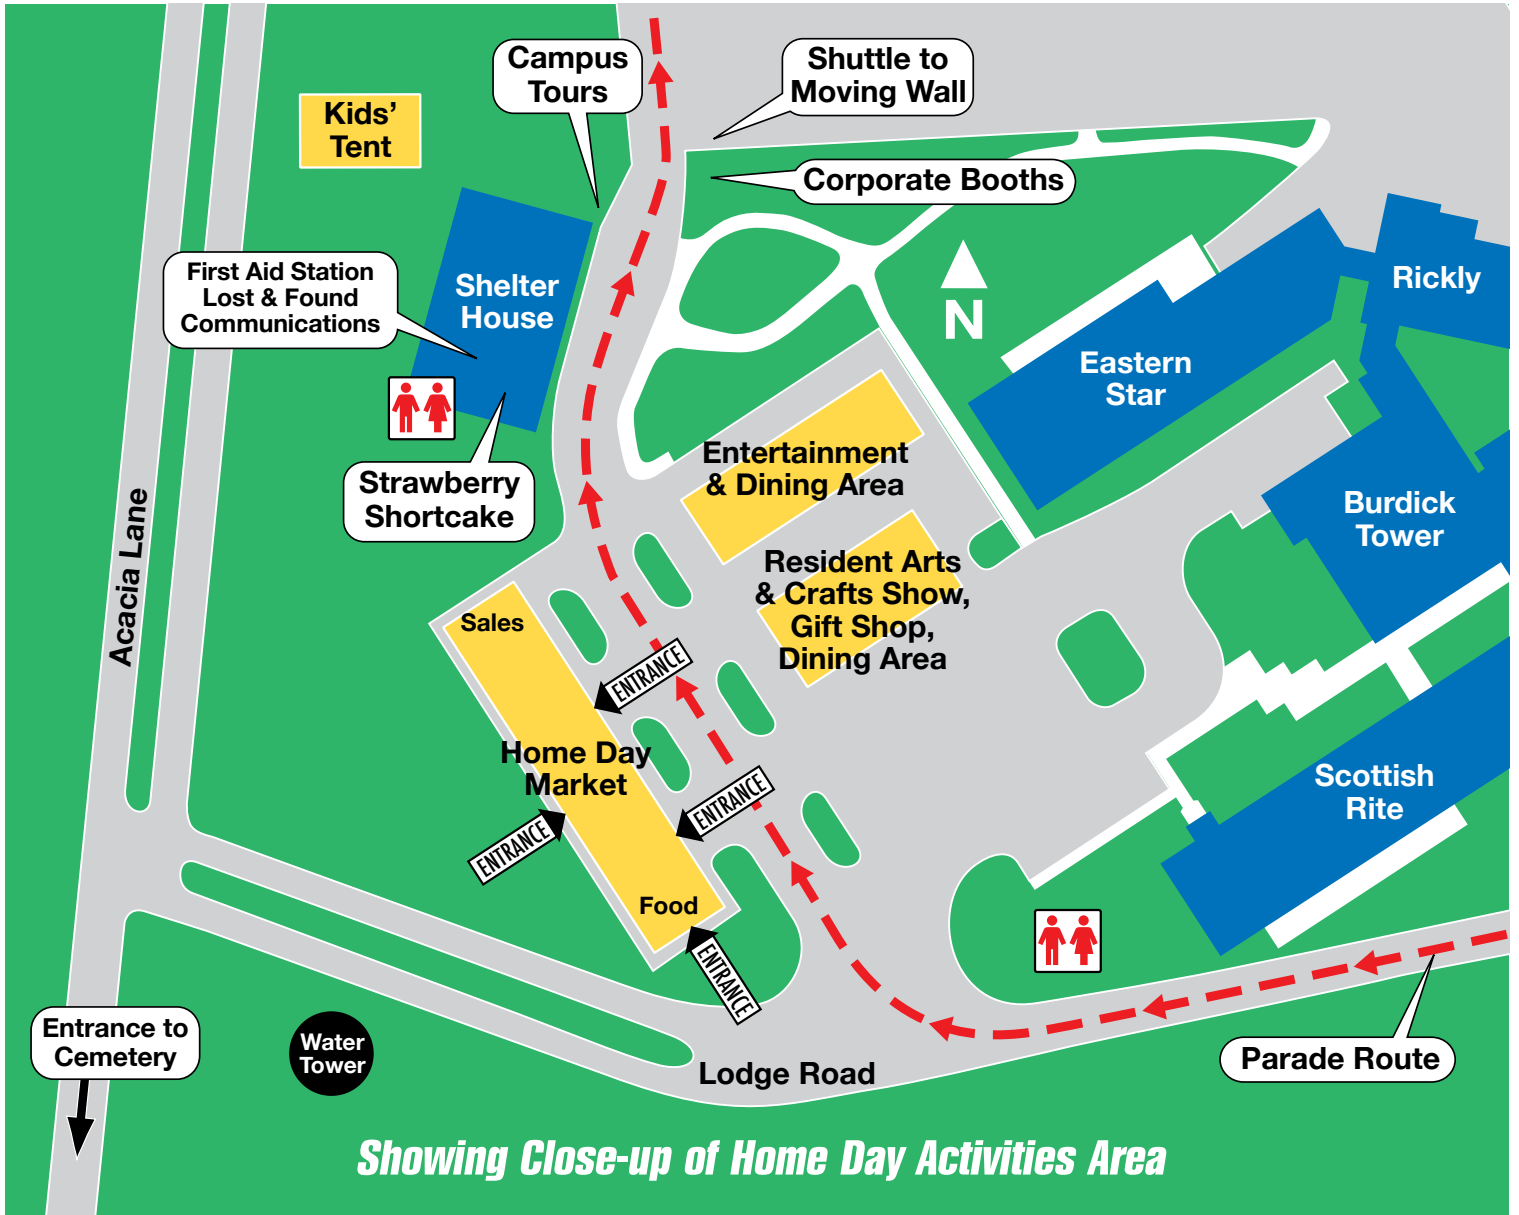 Campus
Tours
Shuttle to
Moving Wall
Kids’
Tent
Corporate Booths
First Aid Station
Lost & Found
Communications
Shelter
House
N
Rickly
Eastern
Star
Strawberry
Shortcake
Entertainment
& Dining Area
Burdick
Tower
Acacia Lane
Resident Arts
& Crafts Show,
Gift Shop,
Dining Area
Sales
ENTRANCE
Home Day
Market
ENTRANCE
ENTRANCE
Scottish
Rite
Food
ENTRANCE
Entrance to
Cemetery
Water
Tower
Lodge Road
Parade Route
Showing Close-up of Home Day Activities Area